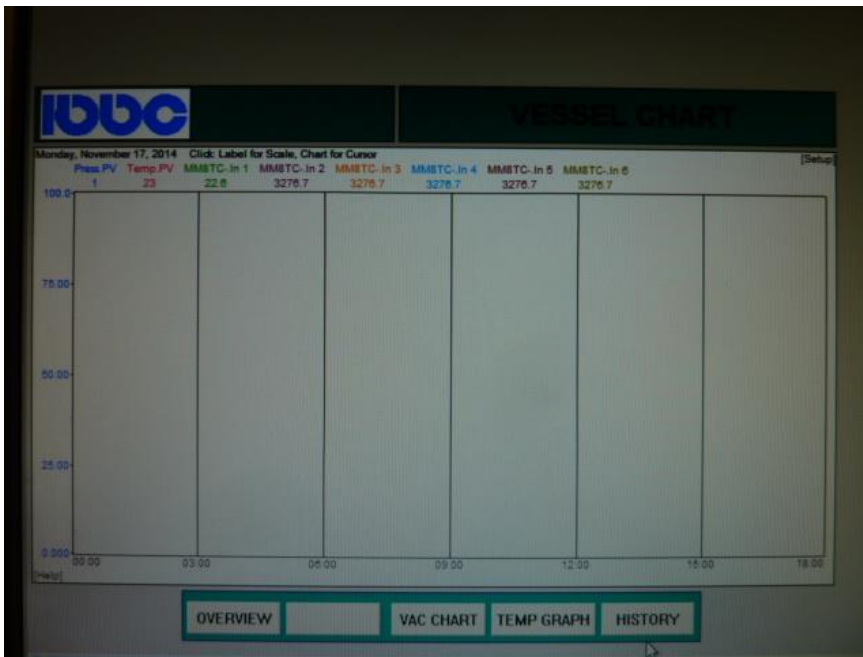 VESSEL CHART
Monday, November 17, 2014 Click: Label for Scale, Chart for Cursor [Setup]
Press.PV Temp.PV MM8TC-.In 1 MM8TC-.In 2 MM8TC-.In 3 MM8TC-.In 4 MM8TC-.In 5 MM8TC-.In 6
1 23 22.6 3276.7 3276.7 3276.7 3276.7 3276.7
100.0
75.00
50.00
25.00
0.000
00:00 03:00 06:00 09:00 12:00 15:00 18:00
[Help]
OVERVIEW VAC CHART TEMP GRAPH HISTORY